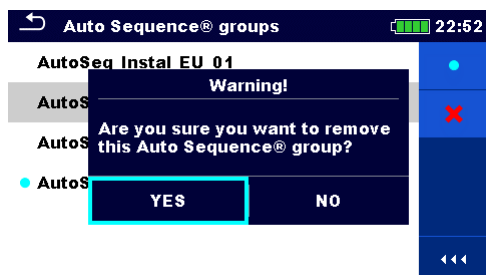 Auto Sequence® groups 22:52
AutoSeq Instal EU 01
Warning!
AutoS
Are you sure you want to remove
this Auto Sequence® group?
AutoS
AutoS
YES NO